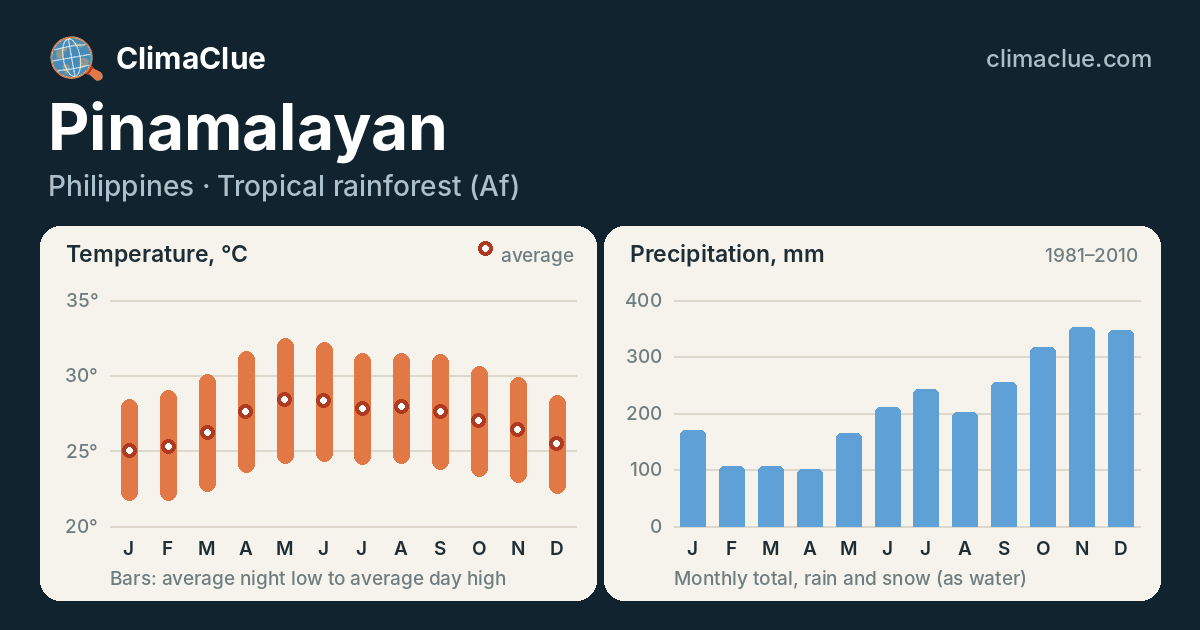 ClimaClue
climaclue.com
Pinamalayan
Philippines · Tropical rainforest (Af)
Temperature, °C
average
35°
30°
25°
20°
J F M A M J J A S O N D
Bars: average night low to average day high
Precipitation, mm
1981–2010
400
300
200
100
0
J F M A M J J A S O N D
Monthly total, rain and snow (as water)